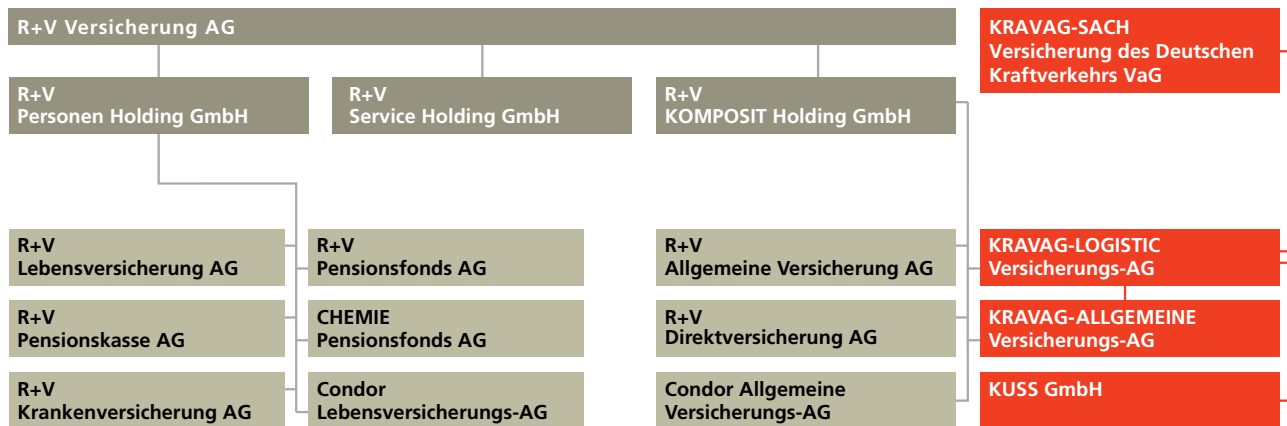 R+V Versicherung AG
KRAVAG-SACH
Versicherung des Deutschen
Kraftverkehrs VaG
R+V
Personen Holding GmbH
R+V
Service Holding GmbH
R+V
KOMPOSIT Holding GmbH
R+V
Lebensversicherung AG
R+V
Pensionsfonds AG
R+V
Allgemeine Versicherung AG
KRAVAG-LOGISTIC
Versicherungs-AG
R+V
Pensionskasse AG
CHEMIE
Pensionsfonds AG
R+V
Direktversicherung AG
KRAVAG-ALLGEMEINE
Versicherungs-AG
R+V
Krankenversicherung AG
Condor
Lebensversicherungs-AG
Condor Allgemeine
Versicherungs-AG
KUSS GmbH